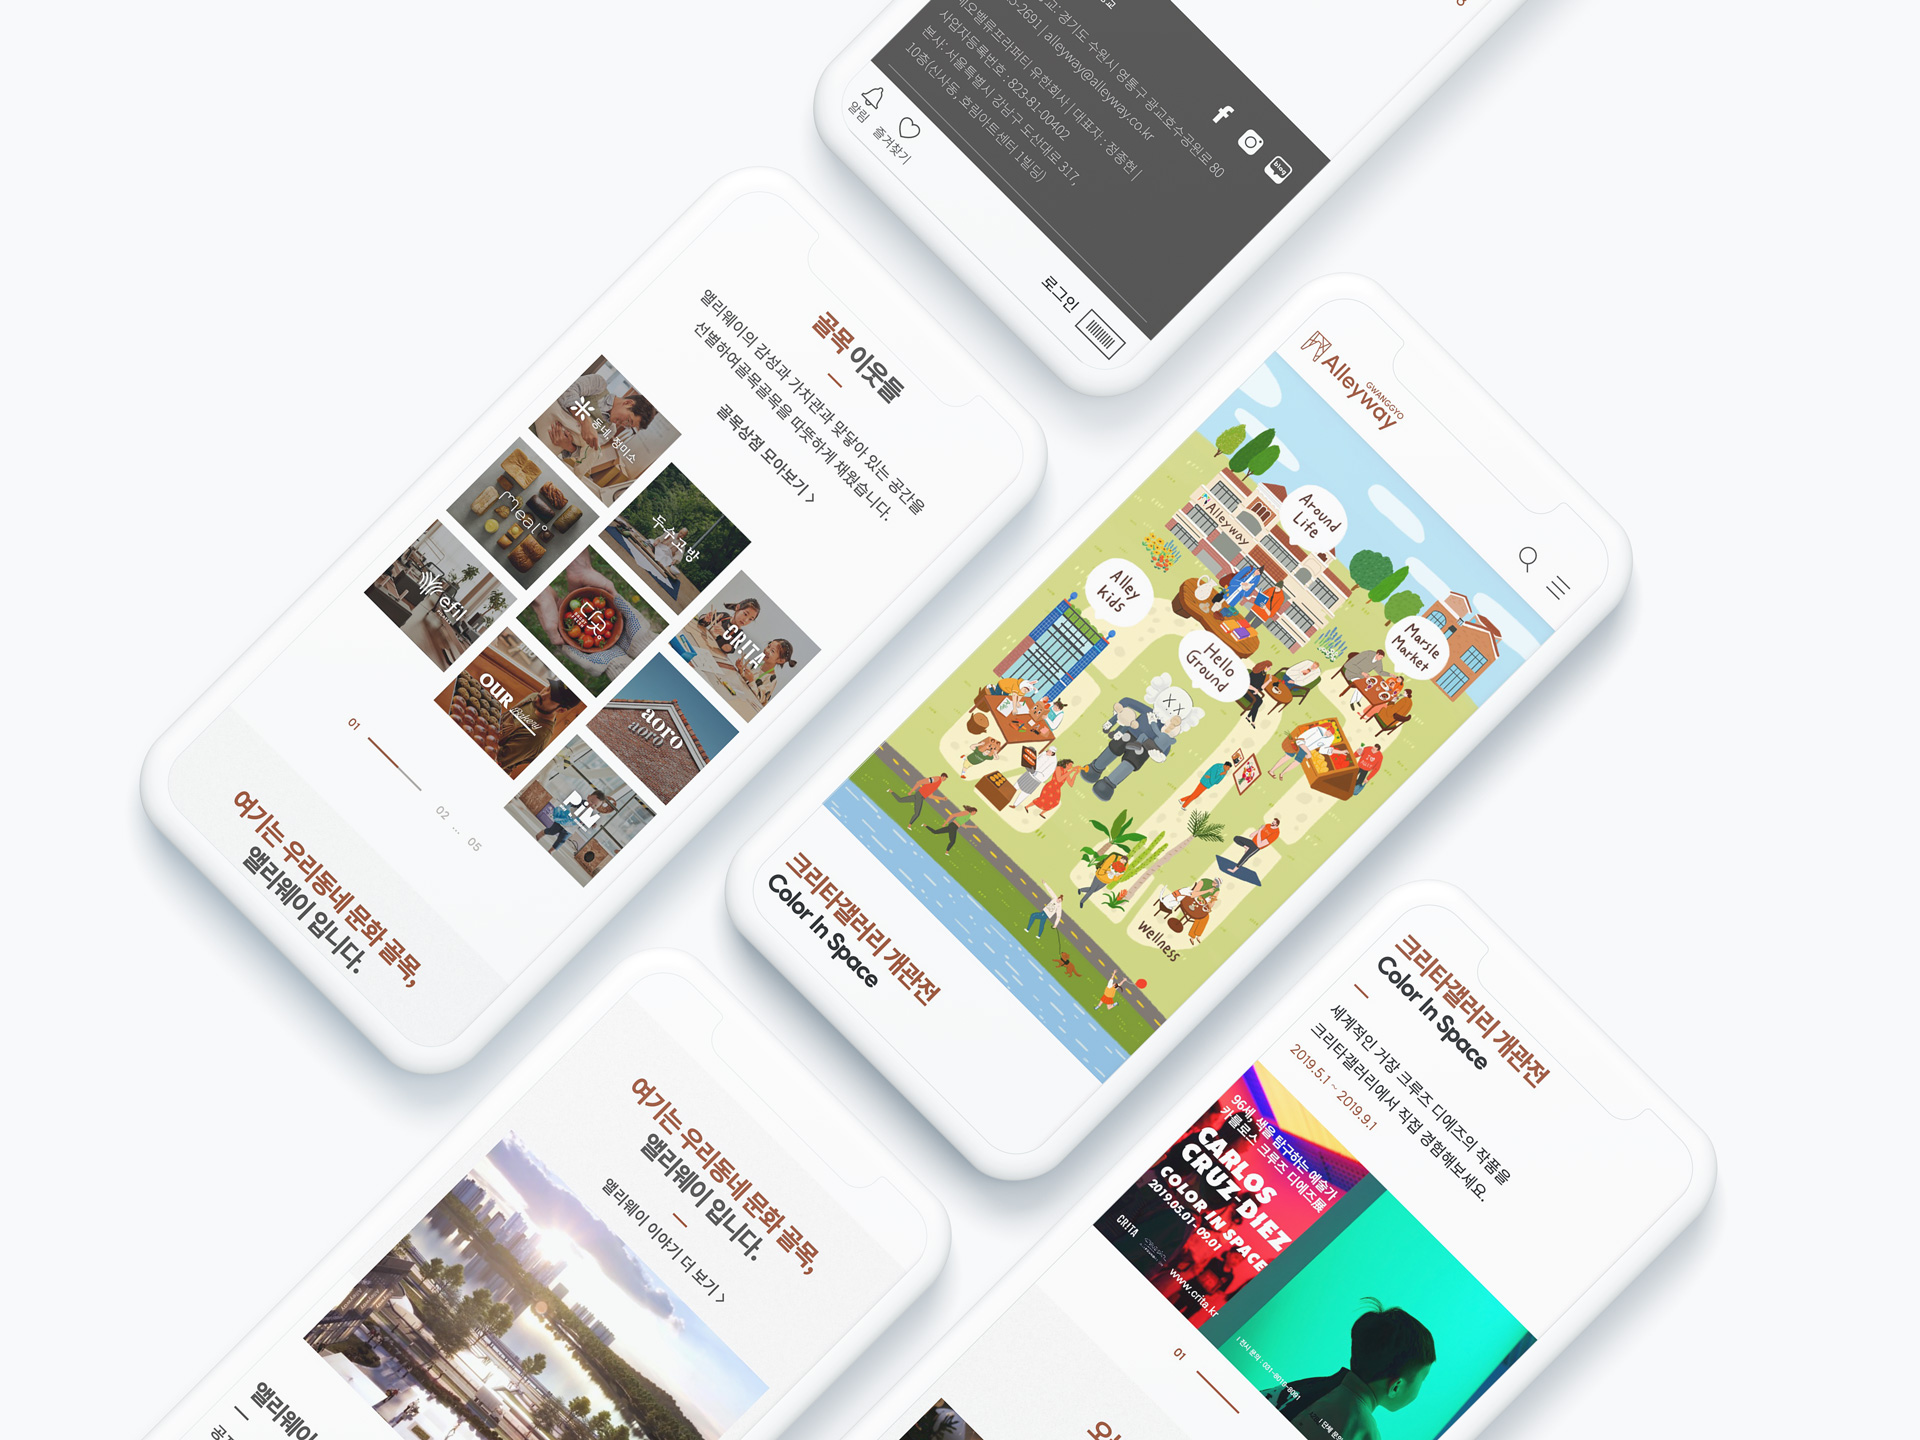 광교: 경기도 수원시 영통구 광교호수공원로 80
5-2691 | alleyway@alleyway.co.kr
네오밸류프라퍼티 유한회사 | 대표자 : 정종현 |
사업자등록번호 : 823-81-00402
본사: 서울특별시 강남구 도산대로 317,
10층(신사동, 호림아트센터 1빌딩)
blog
알림
즐겨찾기
로그인
골목 이웃들
앨리웨이의 감성과 가치관과 맞닿아 있는 공간을
선별하여골목골목을 따뜻하게 채웠습니다.
골목상점 모아보기 >
동네, 정미소
meal°
두수고방
efil
다곳
CRITA
OUR Bakery
aoro
aoro
PiM
01
02 ... 05
여기는 우리동네 문화 골목,
앨리웨이 입니다.
Alleyway
GWANGGYO
Around
Life
Alleyway
Alley
Kids
Hello
Ground
Marsle
Market
Wellness
크리타갤러리 개관전
Color In Space
여기는 우리동네 문화 골목,
앨리웨이 입니다.
앨리웨이 이야기 더 보기 >
앨리웨이
크리타갤러리 개관전
Color In Space
세계적인 거장 크루즈 디에즈의 작품을
크리타갤러리에서 직접 경험해보세요.
2019.5.1 ~ 2019.9.1
96세, 색을 탐구하는 예술가
카를로스 크루즈 디에즈展
CARLOS
CRUZ-DIEZ
COLOR IN SPACE
2019.05.01-09.01
CRITA
www.crita.kr
01